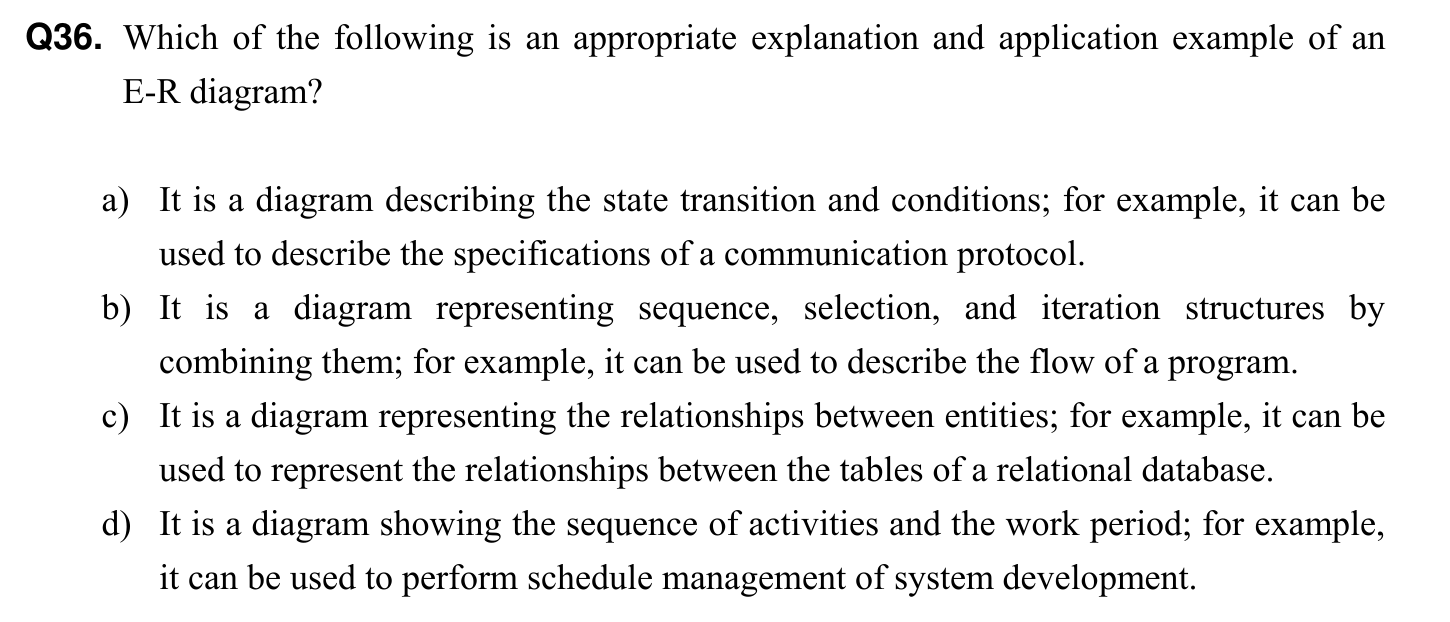 Q36. Which of the following is an appropriate explanation and application example of an
E-R diagram?
a) It is a diagram describing the state transition and conditions; for example, it can be
used to describe the specifications of a communication protocol.
b) It is a diagram representing sequence, selection, and iteration structures by
combining them; for example, it can be used to describe the flow of a program.
c) It is a diagram representing the relationships between entities; for example, it can be
used to represent the relationships between the tables of a relational database.
d) It is a diagram showing the sequence of activities and the work period; for example,
it can be used to perform schedule management of system development.